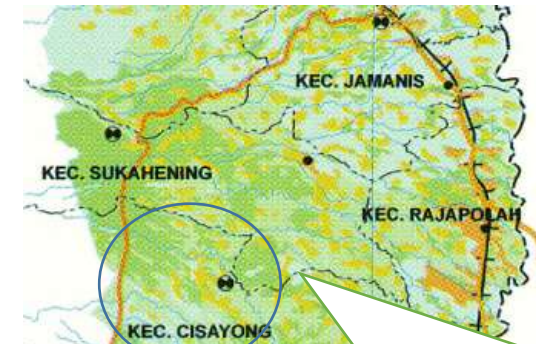 KEC. JAMANIS
KEC. SUKAHENING
KEC. RAJAPOLAH
KEC. CISAYONG